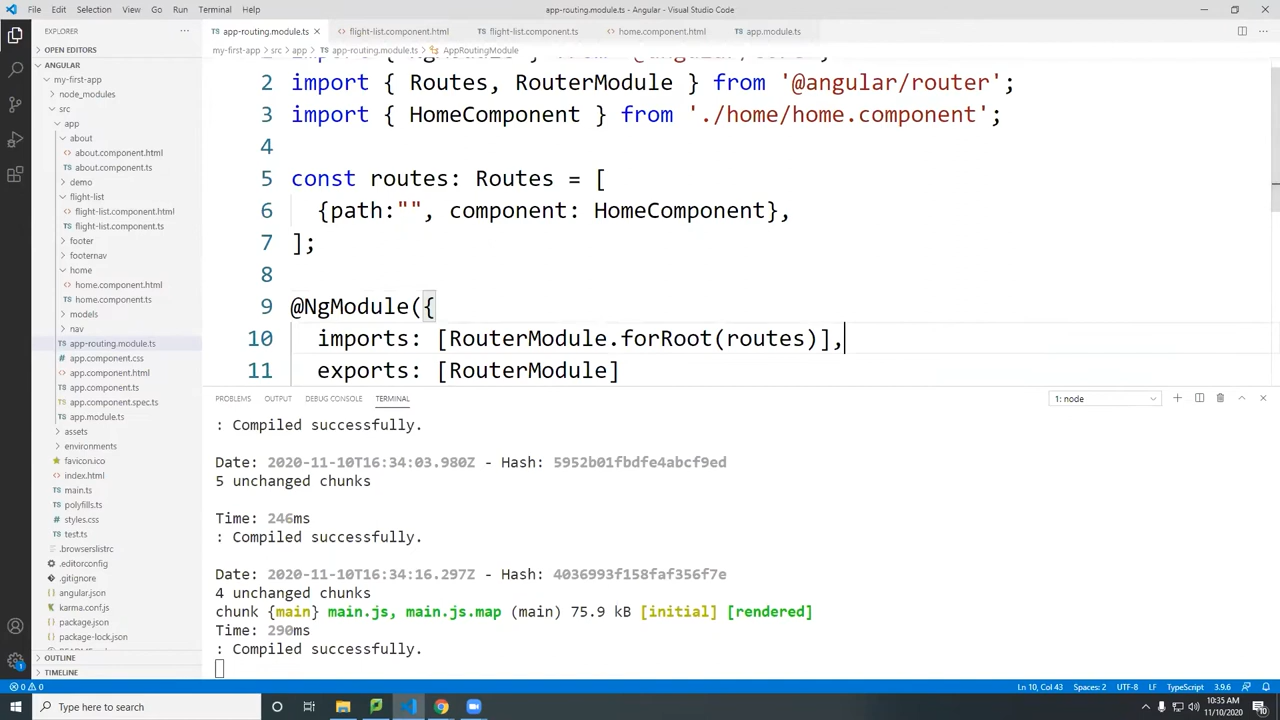 File Edit Selection View Go Run Terminal Help
app-routing.module.ts - Angular - Visual Studio Code
EXPLORER
OPEN EDITORS
ANGULAR
my-first-app
node_modules
src
app
about
about.component.html
about.component.ts
demo
flight-list
flight-list.component.html
flight-list.component.ts
footer
footernav
home
home.component.html
home.component.ts
models
nav
app-routing.module.ts
app.component.css
app.component.html
app.component.ts
app.component.spec.ts
app.module.ts
assets
environments
favicon.ico
index.html
main.ts
polyfills.ts
styles.css
test.ts
.browserslistrc
.editorconfig
.gitignore
angular.json
karma.conf.js
package.json
package-lock.json
OUTLINE
TIMELINE
app-routing.module.ts flight-list.component.html flight-list.component.ts home.component.html app.module.ts
my-first-app > src > app > app-routing.module.ts > AppRoutingModule
2 import { Routes, RouterModule } from '@angular/router';
3 import { HomeComponent } from './home/home.component';
4
5 const routes: Routes = [
6 {path:"", component: HomeComponent},
7 ];
8
9 @NgModule({
10 imports: [RouterModule.forRoot(routes)],
11 exports: [RouterModule]
PROBLEMS OUTPUT DEBUG CONSOLE TERMINAL 1: node
: Compiled successfully.
Date: 2020-11-10T16:34:03.980Z - Hash: 5952b01fbdfe4abcf9ed
5 unchanged chunks
Time: 246ms
: Compiled successfully.
Date: 2020-11-10T16:34:16.297Z - Hash: 4036993f158faf356f7e
4 unchanged chunks
chunk {main} main.js, main.js.map (main) 75.9 kB [initial] [rendered]
Time: 290ms
: Compiled successfully.
0 0 Ln 10, Col 43 Spaces: 2 UTF-8 LF TypeScript 3.9.6
Type here to search
10:35 AM
11/10/2020